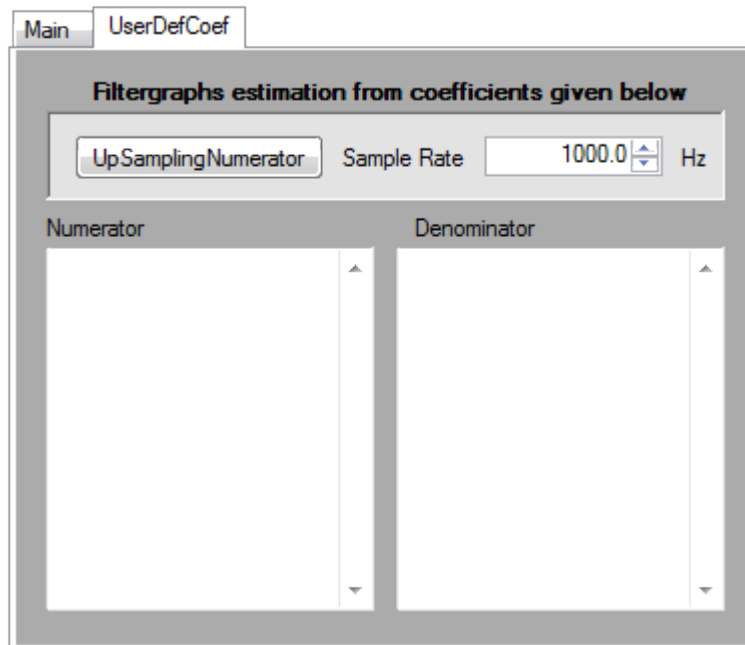 Main UserDefCoef
Filtergraphs estimation from coefficients given below
UpSamplingNumerator Sample Rate 1000.0 Hz
Numerator Denominator